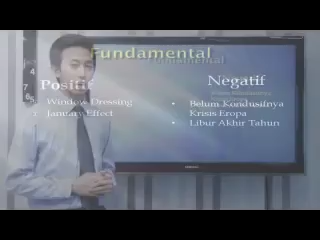 Fundamental
Positif
Window Dressing
January Effect
Negatif
• Belum Kondusifnya
Krisis Eropa
• Libur Akhir Tahun